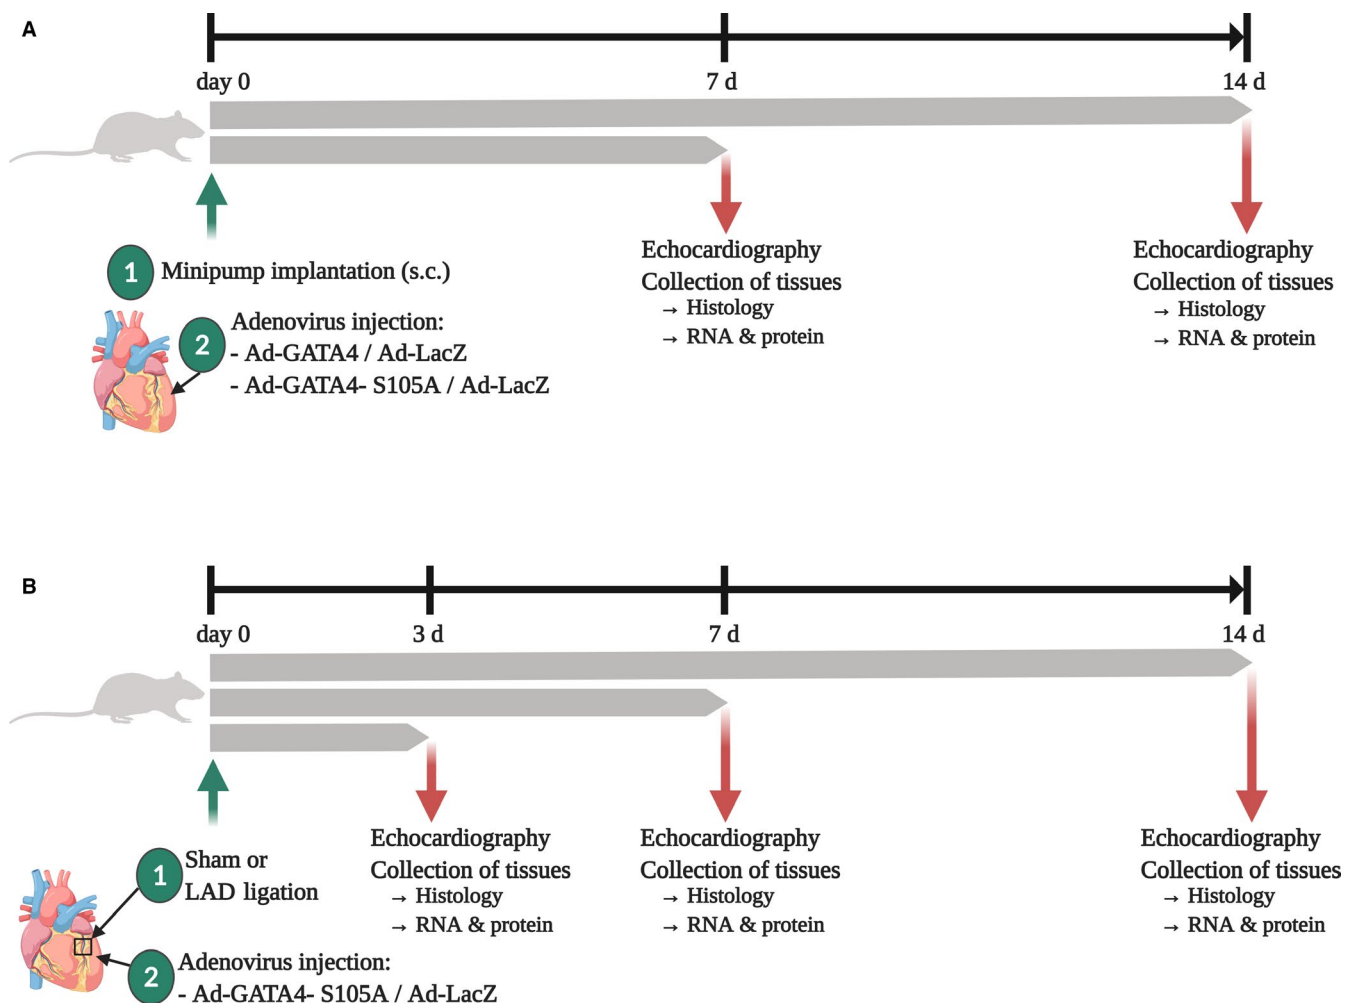 A
day 0
7 d
14 d
1 Minipump implantation (s.c.)
2 Adenovirus injection:
- Ad-GATA4 / Ad-LacZ
- Ad-GATA4- S105A / Ad-LacZ
Echocardiography
Collection of tissues
→ Histology
→ RNA & protein
Echocardiography
Collection of tissues
→ Histology
→ RNA & protein
B
day 0
3 d
7 d
14 d
1 Sham or
LAD ligation
2 Adenovirus injection:
- Ad-GATA4- S105A / Ad-LacZ
Echocardiography
Collection of tissues
→ Histology
→ RNA & protein
Echocardiography
Collection of tissues
→ Histology
→ RNA & protein
Echocardiography
Collection of tissues
→ Histology
→ RNA & protein